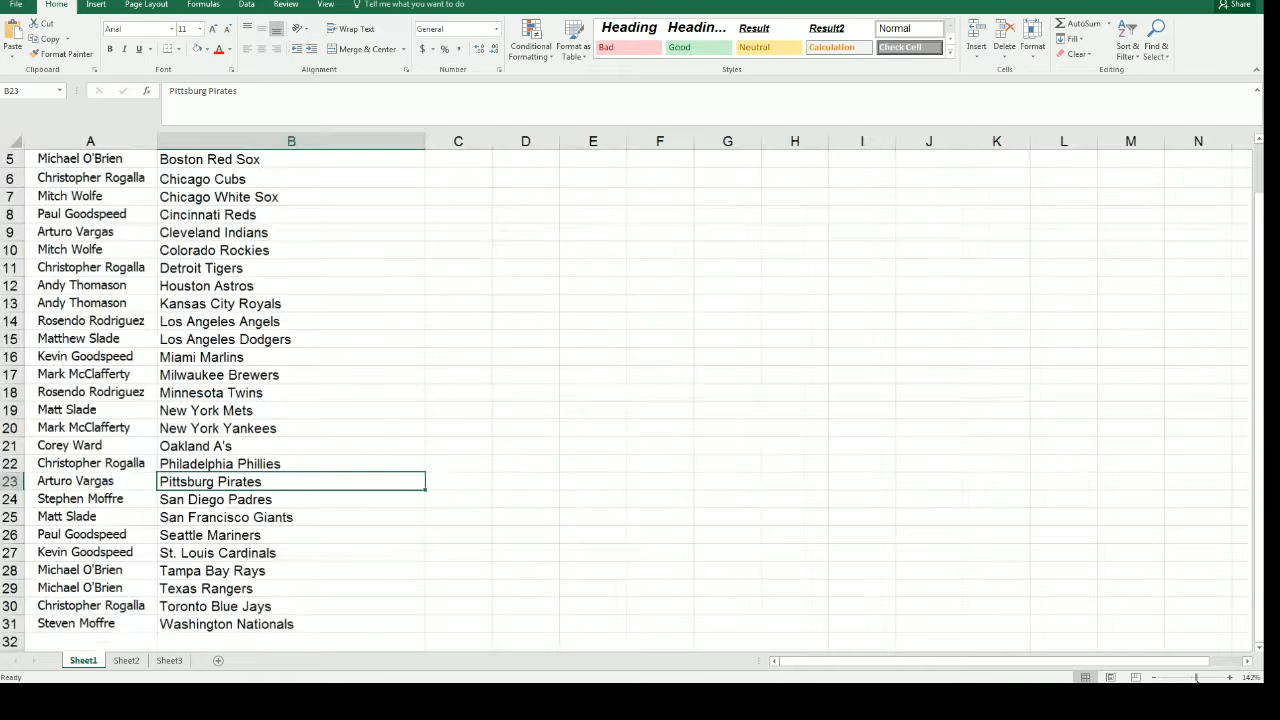 File Home Insert Page Layout Formulas Data Review View Tell me what you want to do Share
Cut
Copy
Format Painter
Paste
Clipboard
Arial 11
B I U
Font
Wrap Text
Merge & Center
Alignment
General
$ % ,
Number
Conditional Formatting
Format as Table
Heading Headin... Result Result2 Normal
Bad Good Neutral Calculation Check Cell
Styles
Insert Delete Format
Cells
AutoSum
Fill
Clear
Sort & Filter
Find & Select
Editing
B23 fx Pittsburg Pirates
A B C D E F G H I J K L M N
5 Michael O'Brien Boston Red Sox
6 Christopher Rogalla Chicago Cubs
7 Mitch Wolfe Chicago White Sox
8 Paul Goodspeed Cincinnati Reds
9 Arturo Vargas Cleveland Indians
10 Mitch Wolfe Colorado Rockies
11 Christopher Rogalla Detroit Tigers
12 Andy Thomason Houston Astros
13 Andy Thomason Kansas City Royals
14 Rosendo Rodriguez Los Angeles Angels
15 Matthew Slade Los Angeles Dodgers
16 Kevin Goodspeed Miami Marlins
17 Mark McClafferty Milwaukee Brewers
18 Rosendo Rodriguez Minnesota Twins
19 Matt Slade New York Mets
20 Mark McClafferty New York Yankees
21 Corey Ward Oakland A's
22 Christopher Rogalla Philadelphia Phillies
23 Arturo Vargas Pittsburg Pirates
24 Stephen Moffre San Diego Padres
25 Matt Slade San Francisco Giants
26 Paul Goodspeed Seattle Mariners
27 Kevin Goodspeed St. Louis Cardinals
28 Michael O'Brien Tampa Bay Rays
29 Michael O'Brien Texas Rangers
30 Christopher Rogalla Toronto Blue Jays
31 Steven Moffre Washington Nationals
32
Sheet1 Sheet2 Sheet3
Ready 142%